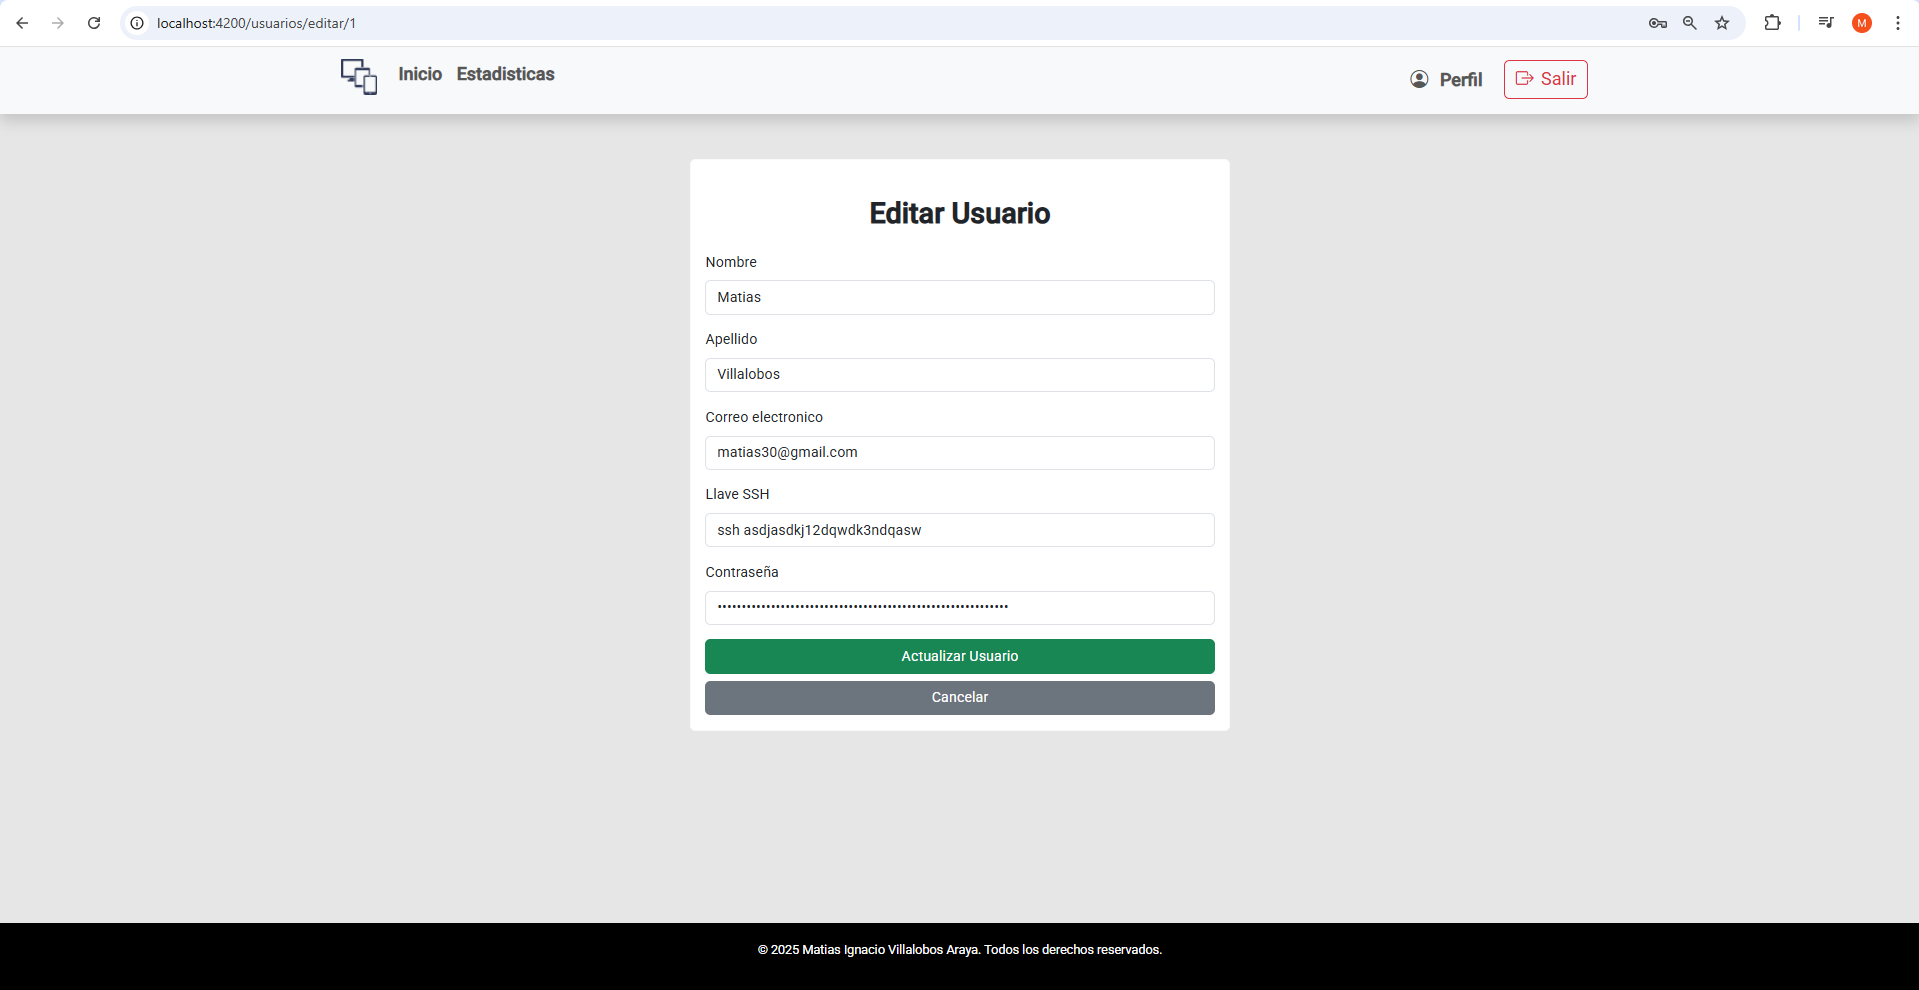 localhost:4200/usuarios/editar/1
M
Inicio Estadisticas Perfil Salir
Editar Usuario
Nombre
Matias
Apellido
Villalobos
Correo electronico
matias30@gmail.com
Llave SSH
ssh asdjasdkj12dqwdk3ndqasw
Contraseña
Actualizar Usuario
Cancelar
© 2025 Matias Ignacio Villalobos Araya. Todos los derechos reservados.